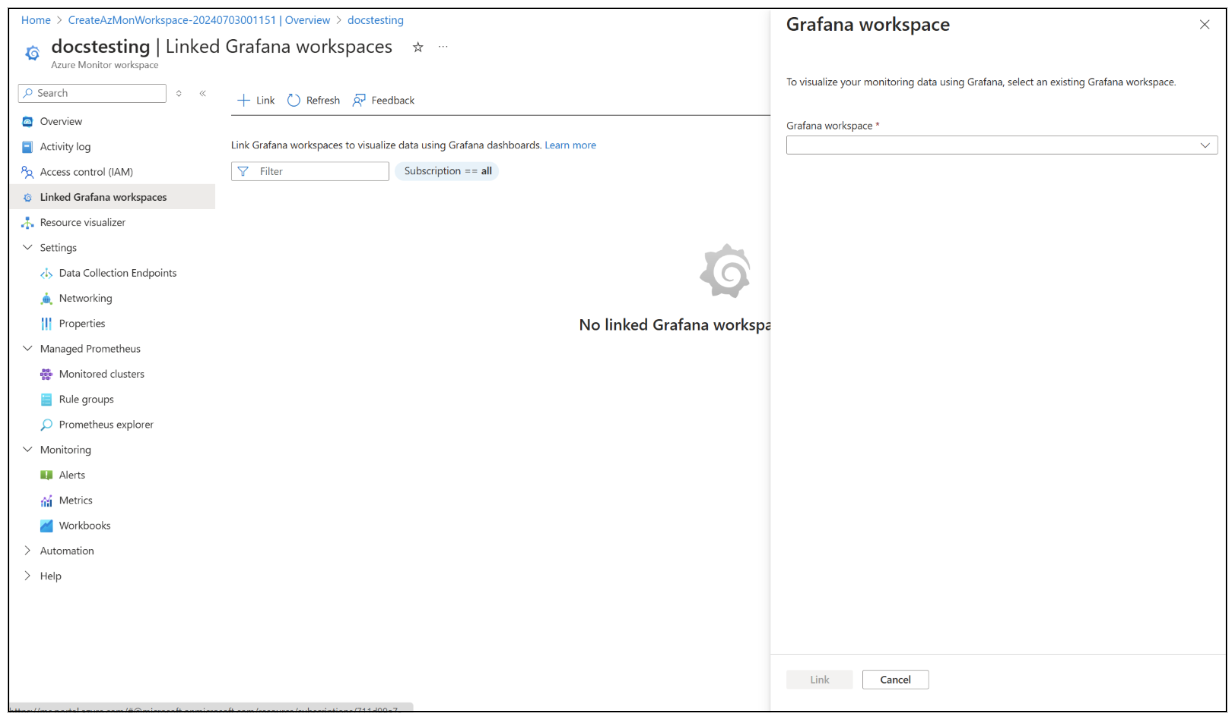 Home > CreateAzMonWorkspace-20240703001151 | Overview > docstesting
docstesting | Linked Grafana workspaces
Azure Monitor workspace
Search
Overview
Activity log
Access control (IAM)
Linked Grafana workspaces
Resource visualizer
Settings
Data Collection Endpoints
Networking
Properties
Managed Prometheus
Monitored clusters
Rule groups
Prometheus explorer
Monitoring
Alerts
Metrics
Workbooks
Automation
Help
Link Refresh Feedback
Link Grafana workspaces to visualize data using Grafana dashboards. Learn more
Filter Subscription == all
No linked Grafana workspa
Grafana workspace
To visualize your monitoring data using Grafana, select an existing Grafana workspace.
Grafana workspace *
Link Cancel